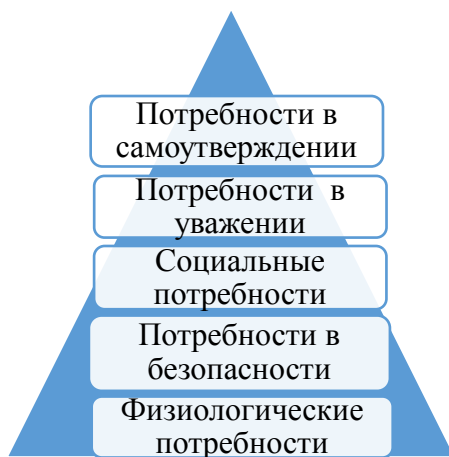 Потребности в
самоутверждении
Потребности в
уважении
Социальные
потребности
Потребности в
безопасности
Физиологические
потребности